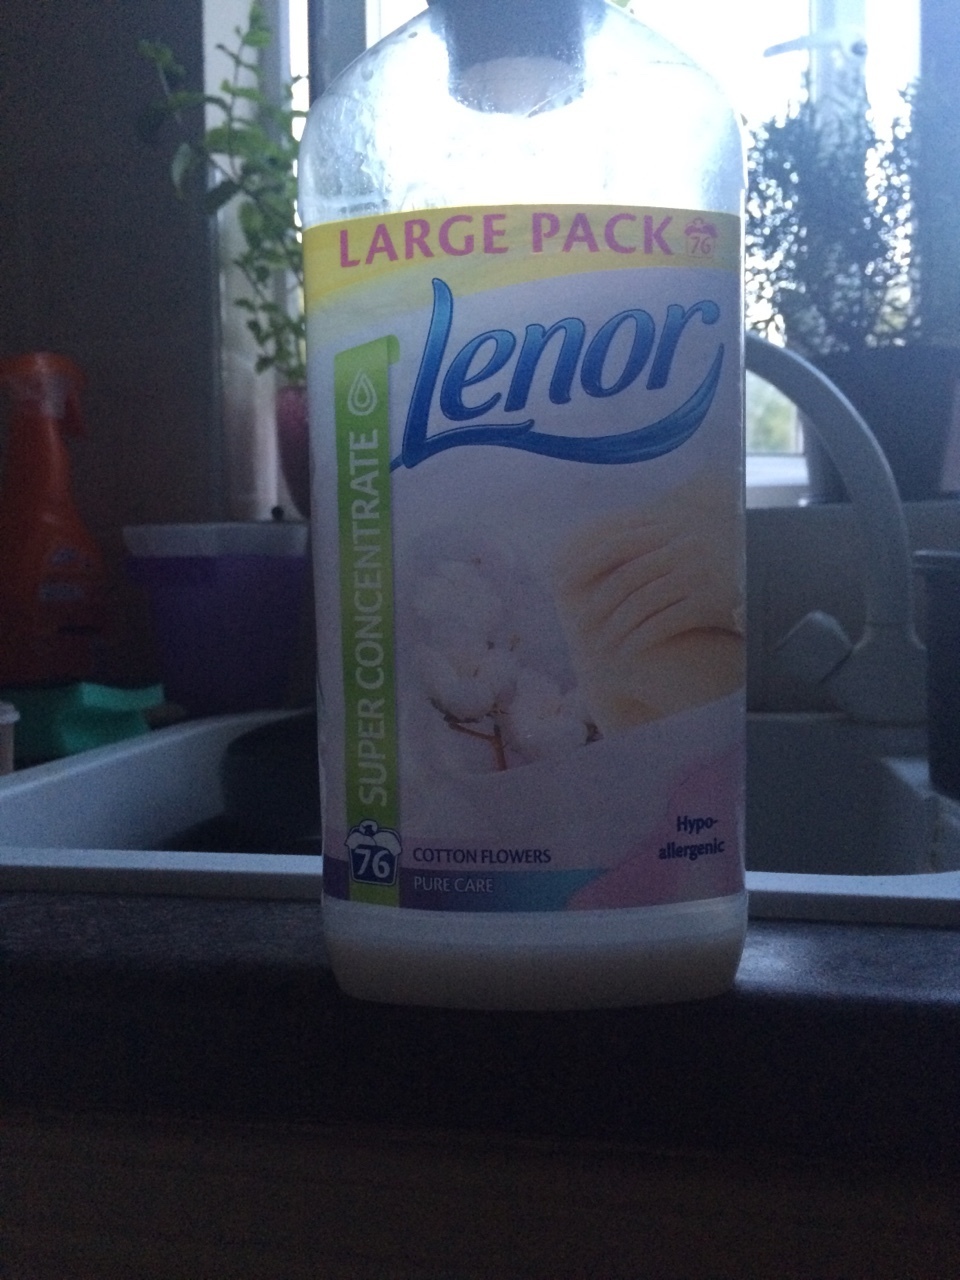 LARGE PACK 76
Lenor
SUPER CONCENTRATE
76
COTTON FLOWERS
PURE CARE
Hypo-
allergenic